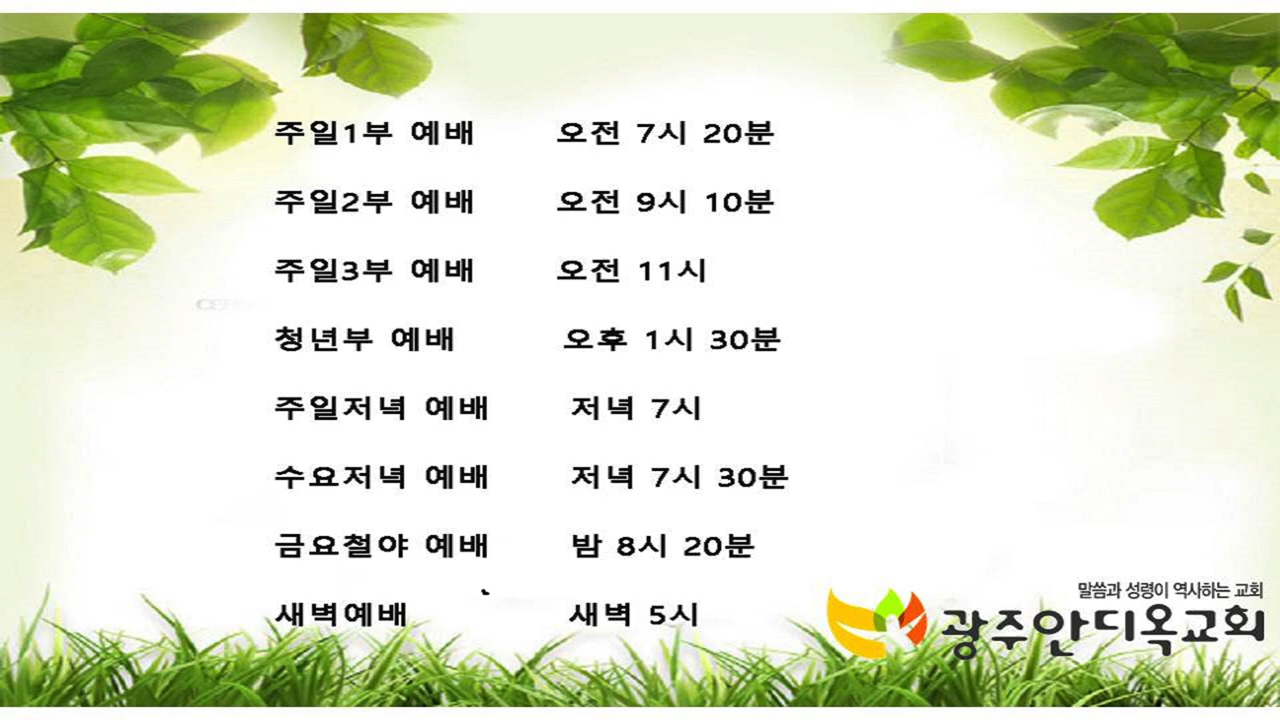 주일1부 예배 오전 7시 20분
주일2부 예배 오전 9시 10분
주일3부 예배 오전 11시
청년부 예배 오후 1시 30분
주일저녁 예배 저녁 7시
수요저녁 예배 저녁 7시 30분
금요철야 예배 밤 8시 20분
새벽예배 새벽 5시
말씀과 성령이 역사하는 교회
광주안디옥교회